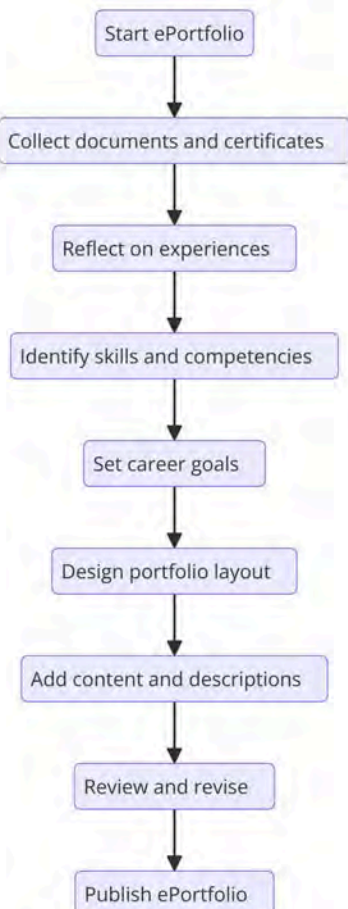 Start ePortfolio
Collect documents and certificates
Reflect on experiences
Identify skills and competencies
Set career goals
Design portfolio layout
Add content and descriptions
Review and revise
Publish ePortfolio